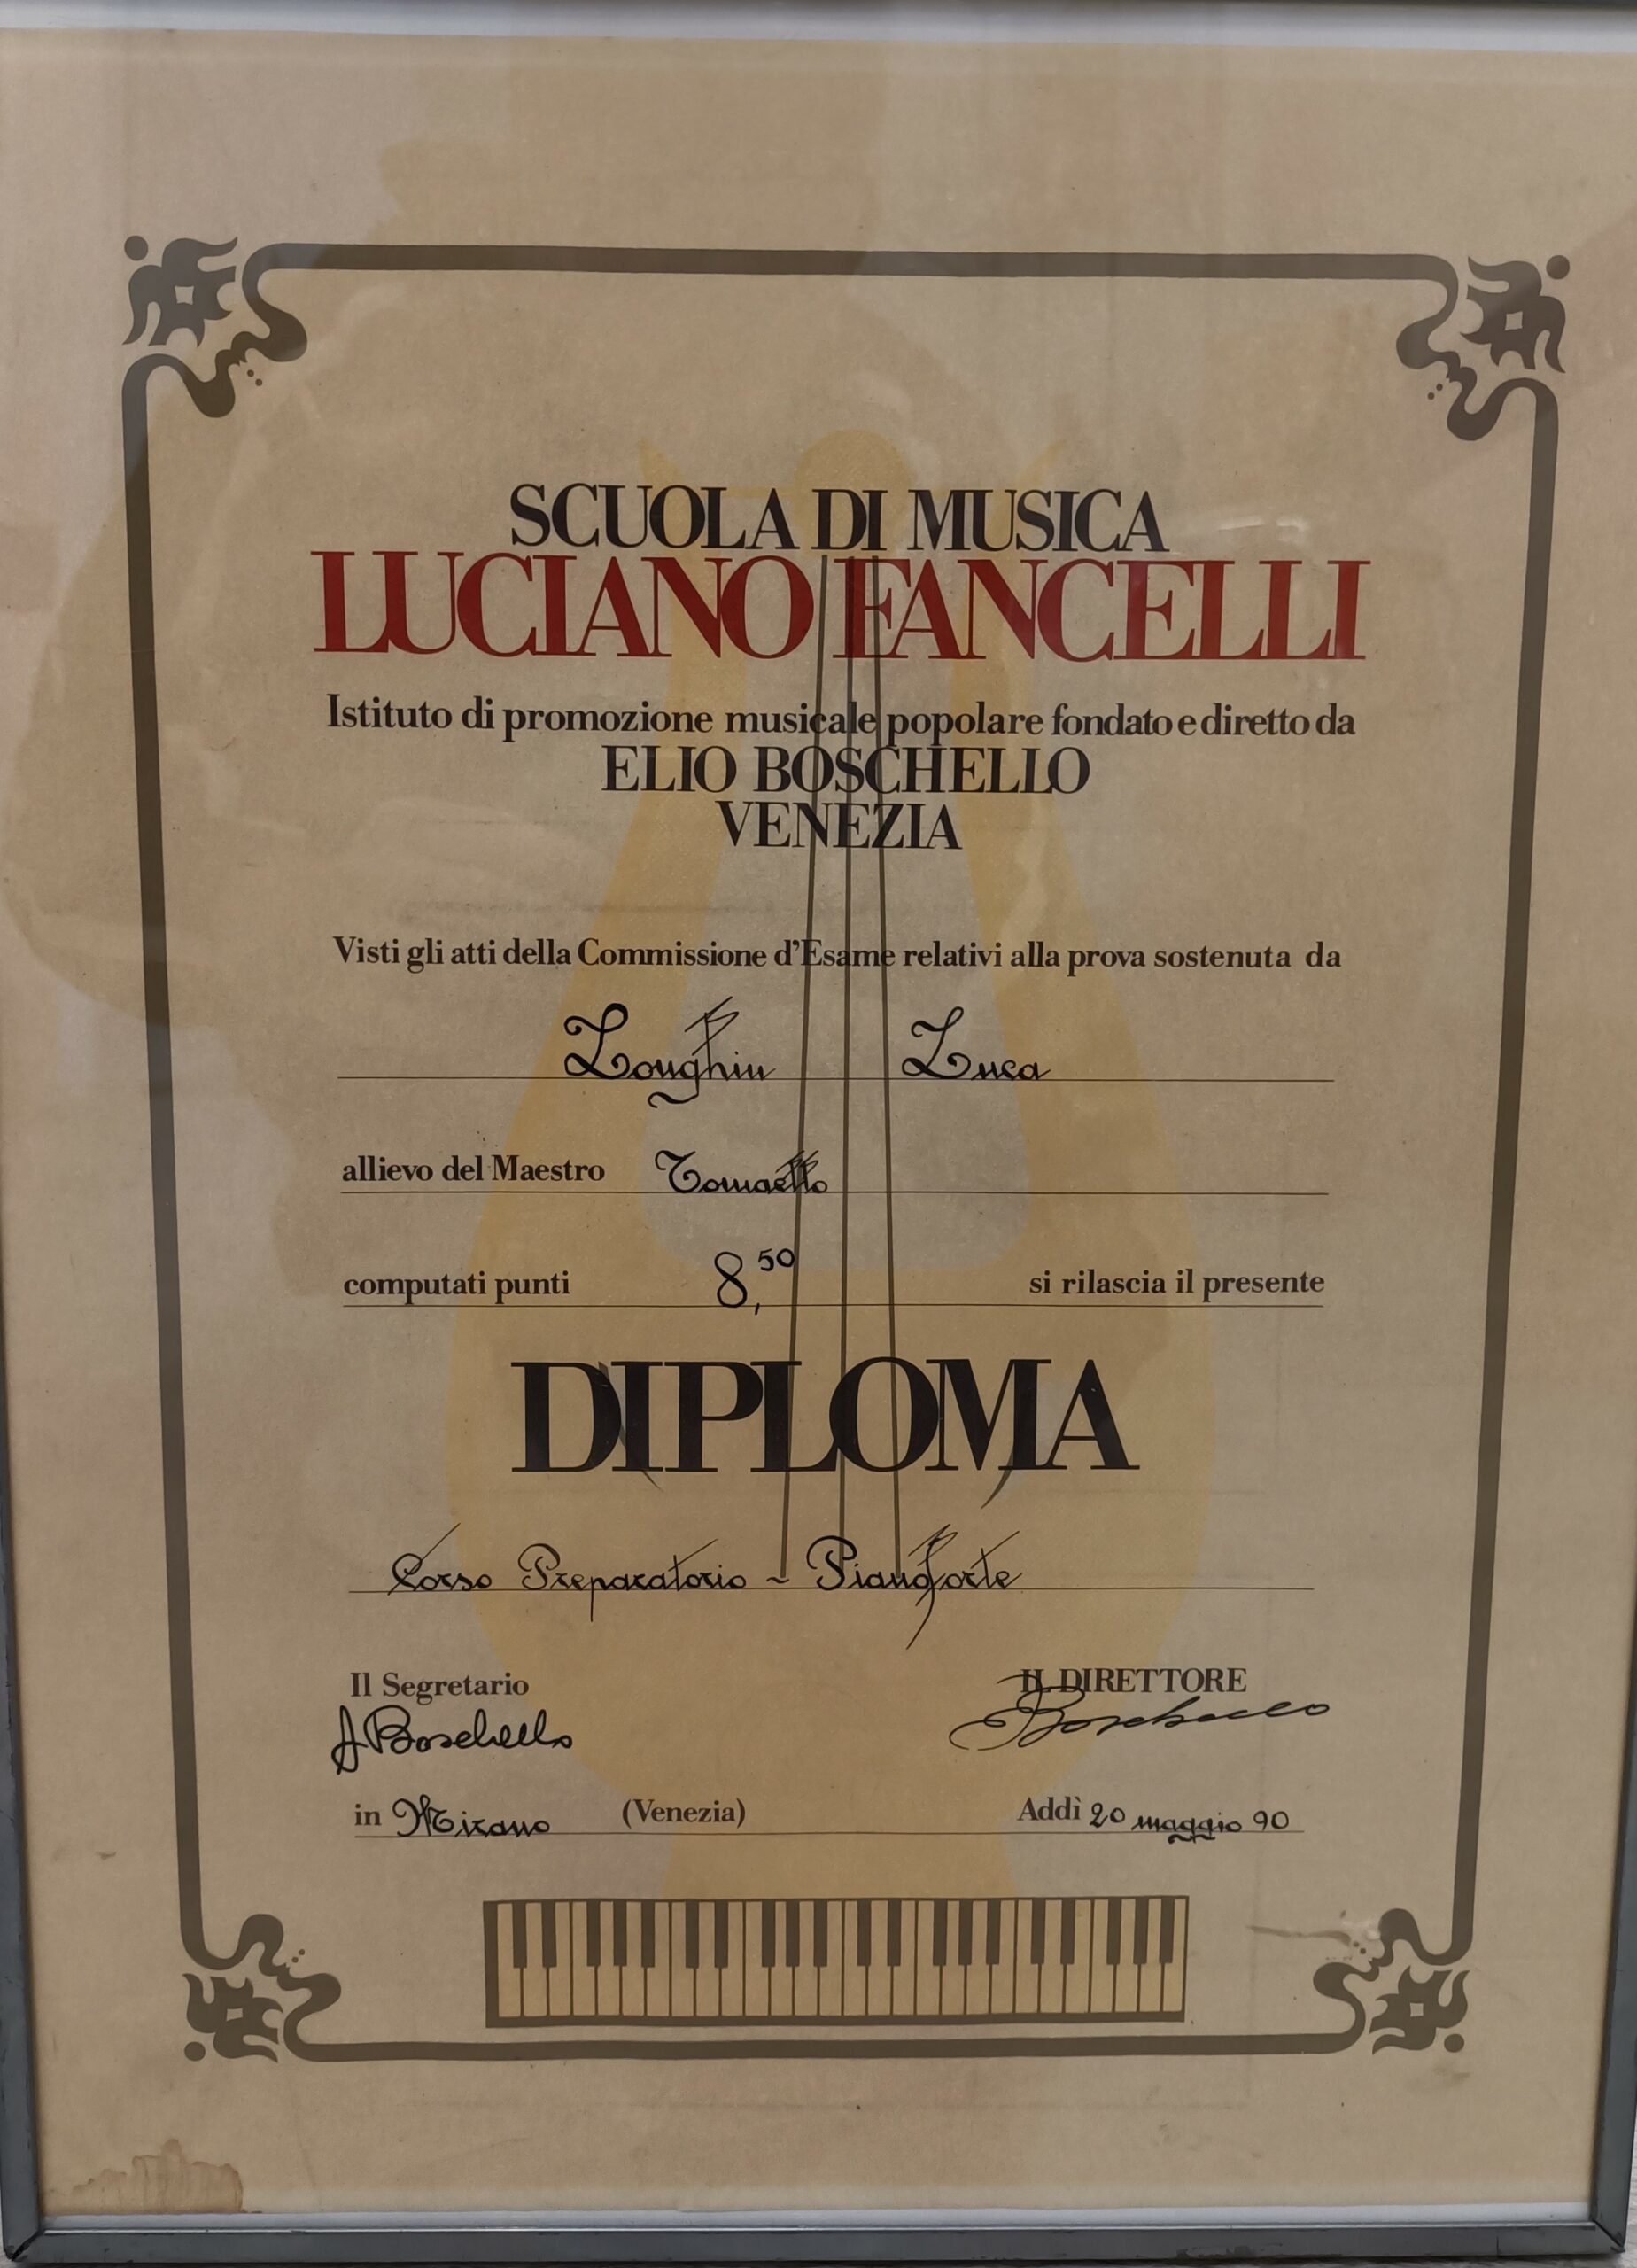 SCUOLA DI MUSICA
LUCIANO FANCELLI
Istituto di promozione musicale popolare fondato e diretto da
ELIO BOSCHELLO
VENEZIA
Visti gli atti della Commissione d'Esame relativi alla prova sostenuta da
Longhin Luca
allievo del Maestro Tomaello
computati punti 8,50 si rilascia il presente
DIPLOMA
Corso Preparatorio - Pianoforte
Il Segretario IL DIRETTORE
A Boschello Boschello
in Mirano (Venezia) Addì 20 maggio 90